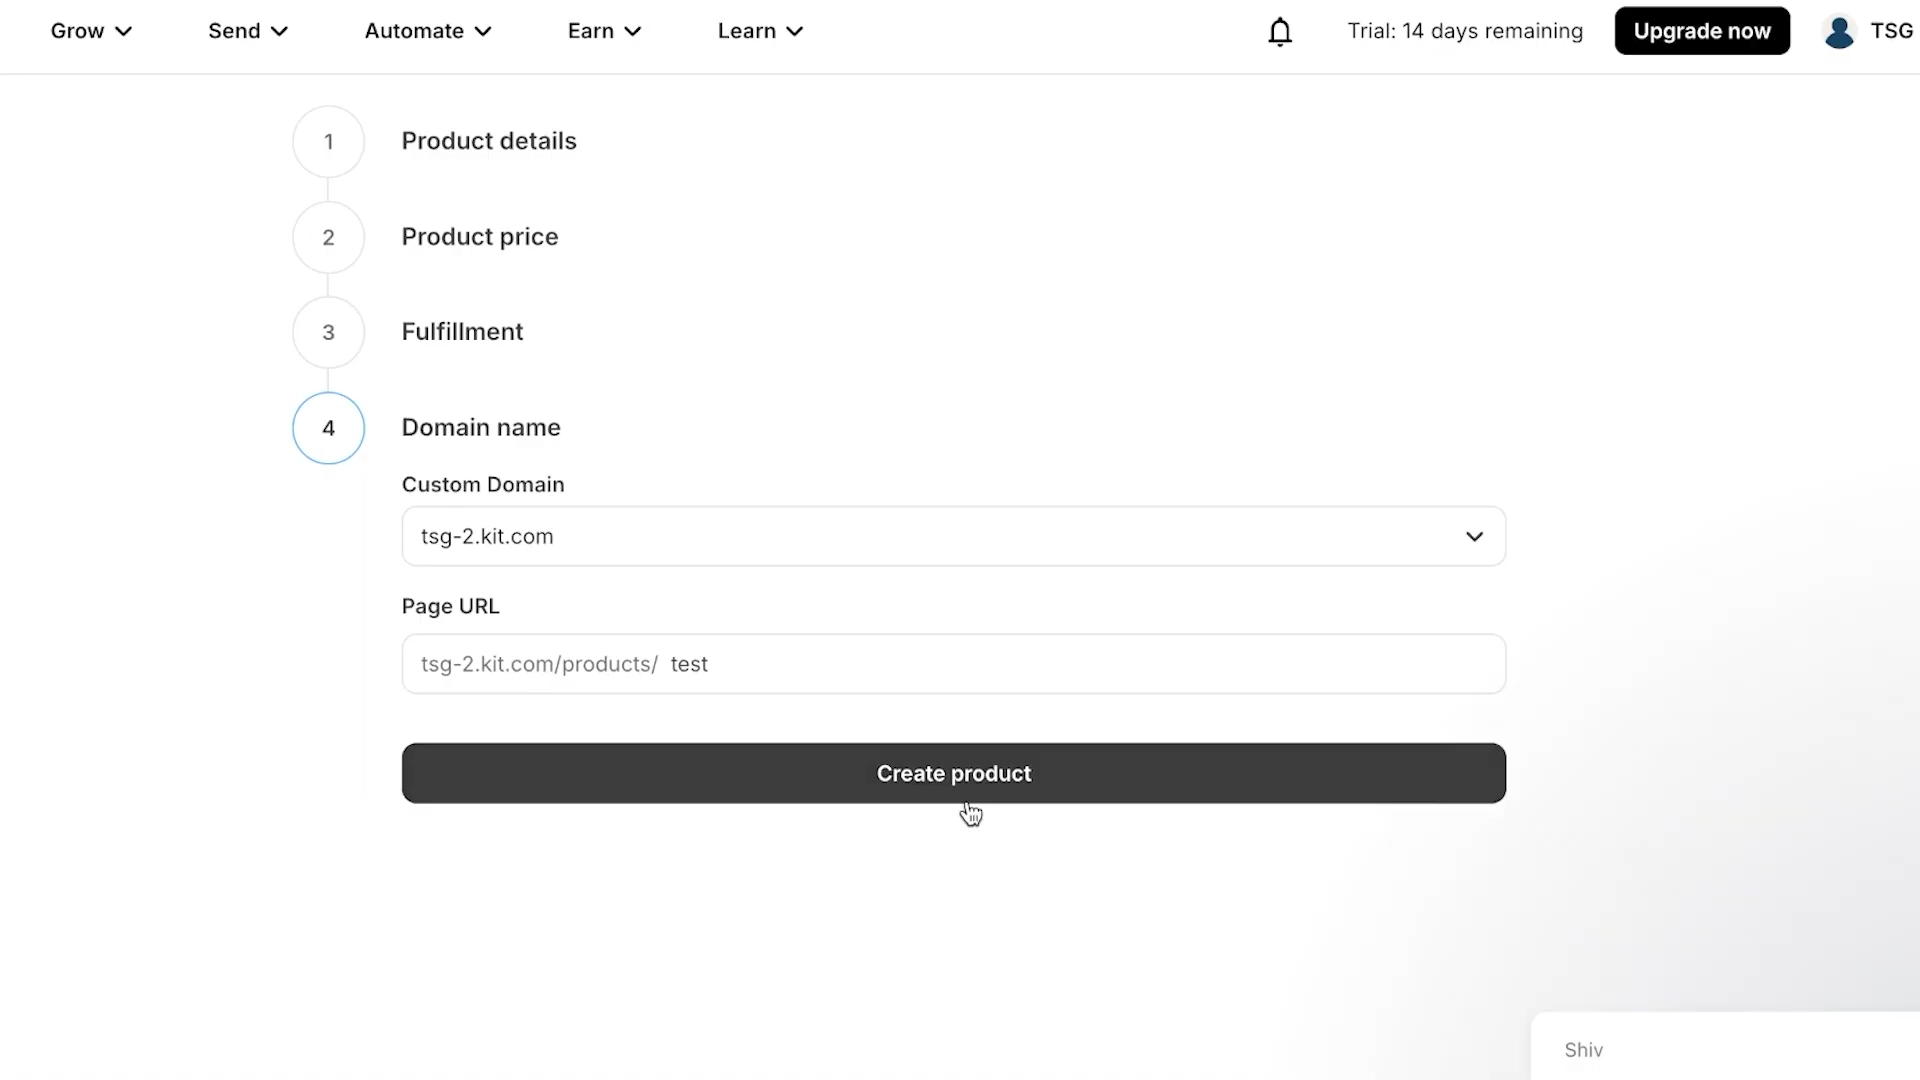 Grow Send Automate Earn Learn Trial: 14 days remaining Upgrade now TSG
1 Product details
2 Product price
3 Fulfillment
4 Domain name
Custom Domain
tsg-2.kit.com
Page URL
tsg-2.kit.com/products/ test
Create product
Shiv